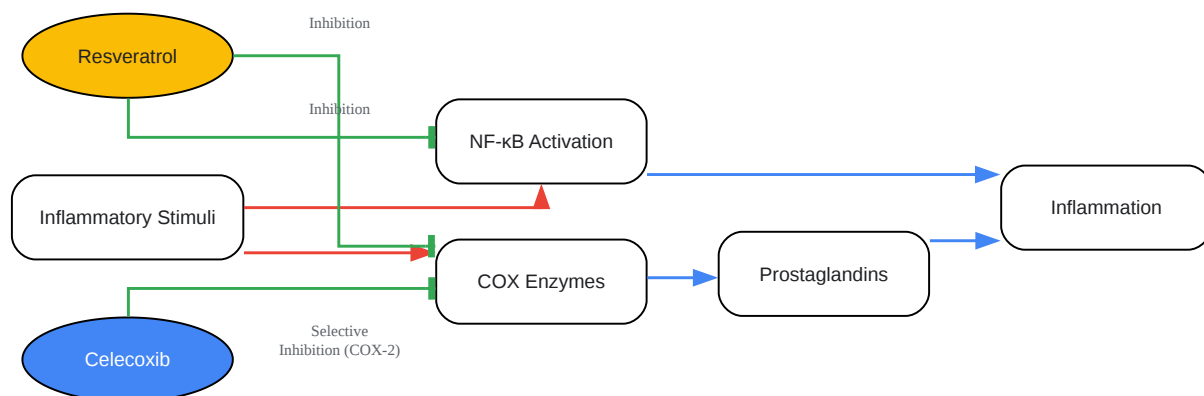 Inhibition
Resveratrol
Inhibition
NF-κB Activation
Inflammatory Stimuli
Inflammation
COX Enzymes
Prostaglandins
Selective
Inhibition (COX-2)
Celecoxib